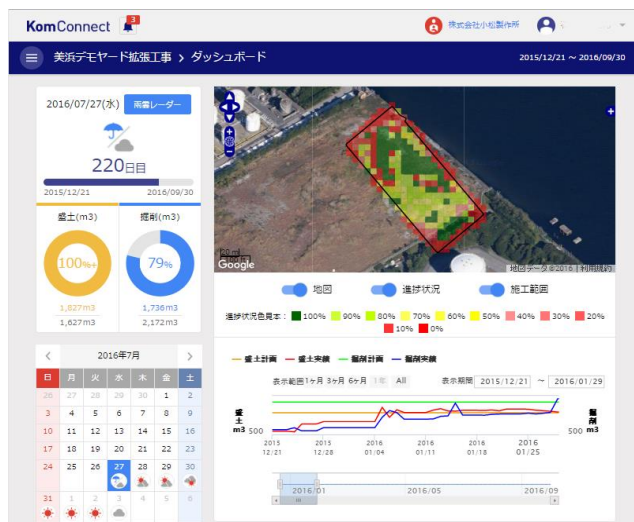 KomConnect
3
株式会社小松製作所
美浜デモヤード拡張工事 > ダッシュボード
2015/12/21 ~ 2016/09/30
2016/07/27(水)
雨雲レーダー
220日目
2015/12/21
2016/09/30
盛土(m3)
掘削(m3)
100%+
79%
1,827m3
1,736m3
1,627m3
2,172m3
Google
地図データ©2016 | 利用規約
地図
進捗状況
施工範囲
進捗状況色見本：
100% 90% 80% 70% 60% 50% 40% 30% 20%
10% 0%
< 2016年7月 >
日 月 火 水 木 金 土
26 27 28 29 30 1 2
3 4 5 6 7 8 9
10 11 12 13 14 15 16
17 18 19 20 21 22 23
24 25 26 27 28 29 30
31 1 2 3 4 5 6
盛土計画 盛土実績 掘削計画 掘削実績
表示範囲1ヶ月 3ヶ月 6ヶ月 1年 All
表示期間 2015/12/21 ~ 2016/01/29
盛土
m3
500
掘削
m3
500
2015 2015 2016 2016 2016 2016
12/21 12/28 01/04 01/11 01/18 01/25
2016/01 2016/05 2016/09